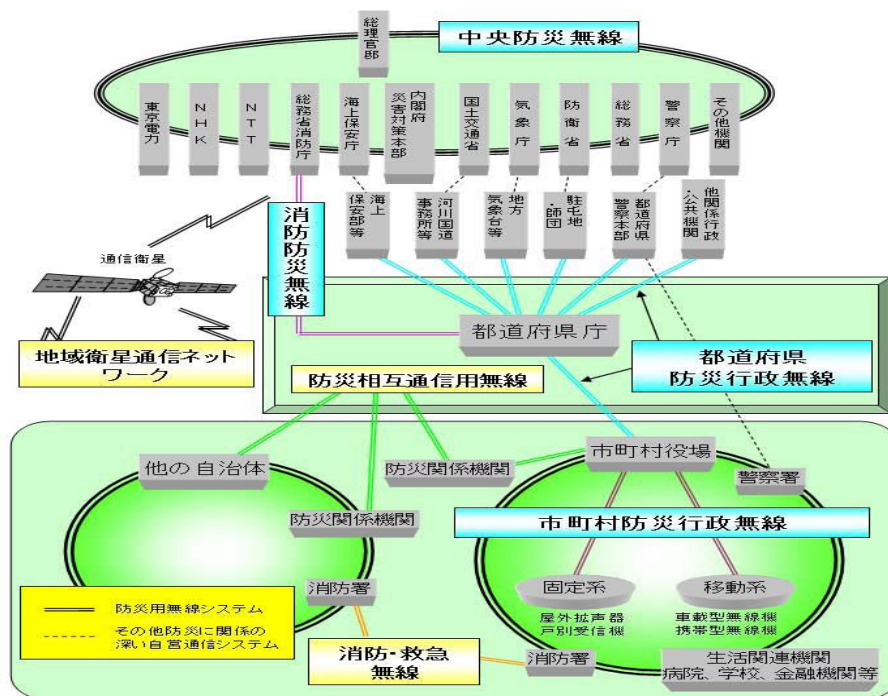 総理官邸
中央防災無線
東京電力
NHK
NTT
総務省消防庁
海上保安庁
内閣府
災害対策本部
国土交通省
気象庁
防衛省
総務省
警察庁
その他機関
海上
保安部等
河川国道
事務所等
地方
気象台等
駐屯地
・師団
都道府県
警察本部
他関係行政
・公共機関
消防防災無線
通信衛星
地域衛星通信ネット
ワーク
都道府県庁
都道府県
防災行政無線
防災相互通信用無線
他の自治体
防災関係機関
市町村役場
警察署
防災関係機関
市町村防災行政無線
消防署
固定系
移動系
屋外拡声器
戸別受信機
車載型無線機
携帯型無線機
防災用無線システム
その他防災に関係の
深い自営通信システム
消防・救急
無線
消防署
生活関連機関
病院、学校、金融機関等